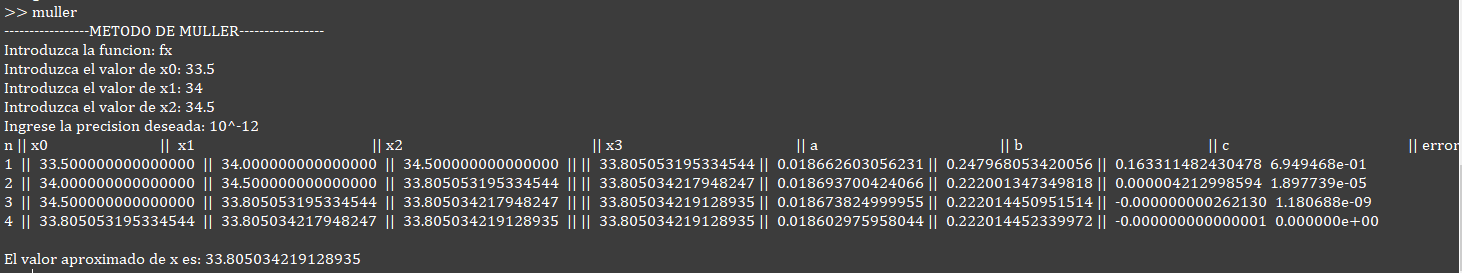 >> muller
-----------------METODO DE MULLER-----------------
Introduzca la funcion: fx
Introduzca el valor de x0: 33.5
Introduzca el valor de x1: 34
Introduzca el valor de x2: 34.5
Ingrese la precision deseada: 10^-12
n || x0 || x1 || x2 || x3 || a || b || c || error
1 || 33.500000000000000 || 34.000000000000000 || 34.500000000000000 || || 33.805053195334544 || 0.018662603056231 || 0.247968053420056 || 0.163311482430478 6.949468e-01
2 || 34.000000000000000 || 34.500000000000000 || 33.805053195334544 || || 33.805034217948247 || 0.018693700424066 || 0.222001347349818 || 0.000004212998594 1.897739e-05
3 || 34.500000000000000 || 33.805053195334544 || 33.805034217948247 || || 33.805034219128935 || 0.018673824999955 || 0.222014450951514 || -0.000000000262130 1.180688e-09
4 || 33.805053195334544 || 33.805034217948247 || 33.805034219128935 || || 33.805034219128935 || 0.018602975958044 || 0.222014452339972 || -0.000000000000001 0.000000e+00
El valor aproximado de x es: 33.805034219128935